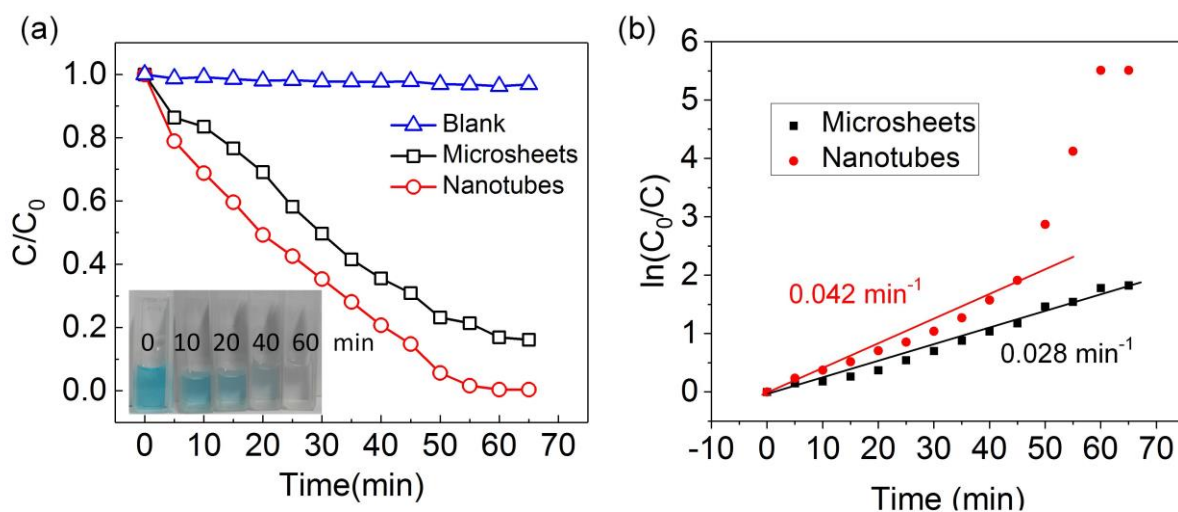 (a)
1.0
0.8
0.6
0.4
0.2
0.0
C/C₀
Blank
Microsheets
Nanotubes
0 10 20 40 60 min
0 10 20 30 40 50 60 70
Time(min)
(b)
6
5
4
3
2
1
0
ln(C₀/C)
Microsheets
Nanotubes
0.042 min⁻¹
0.028 min⁻¹
-10 0 10 20 30 40 50 60 70
Time (min)